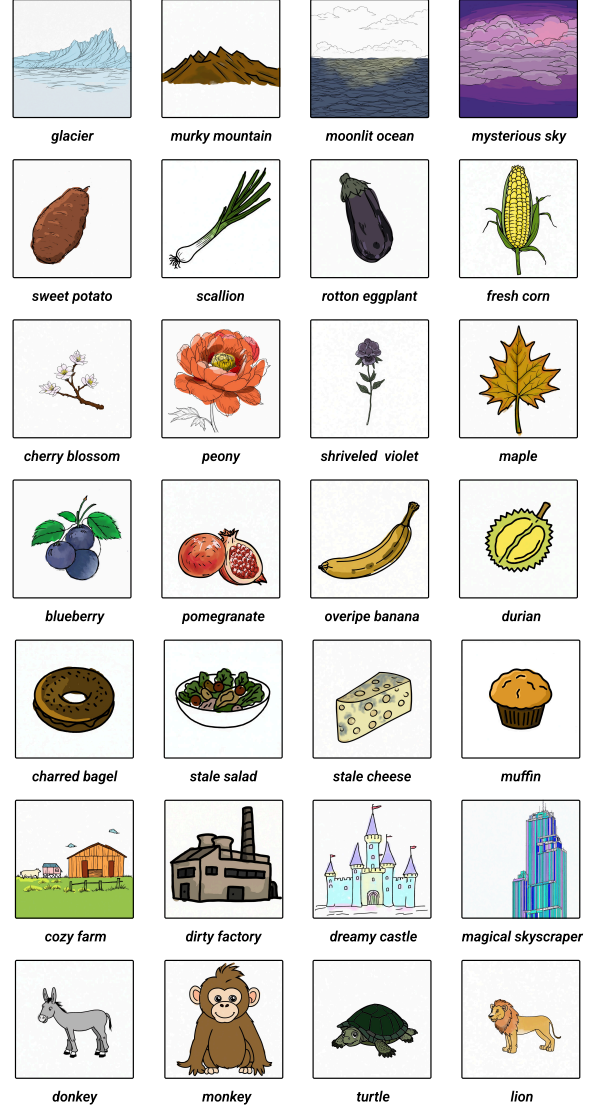 glacier murky mountain moonlit ocean mysterious sky
sweet potato scallion rotton eggplant fresh corn
cherry blossom peony shriveled violet maple
blueberry pomegranate overipe banana durian
charred bagel stale salad stale cheese muffin
cozy farm dirty factory dreamy castle magical skyscraper
donkey monkey turtle lion